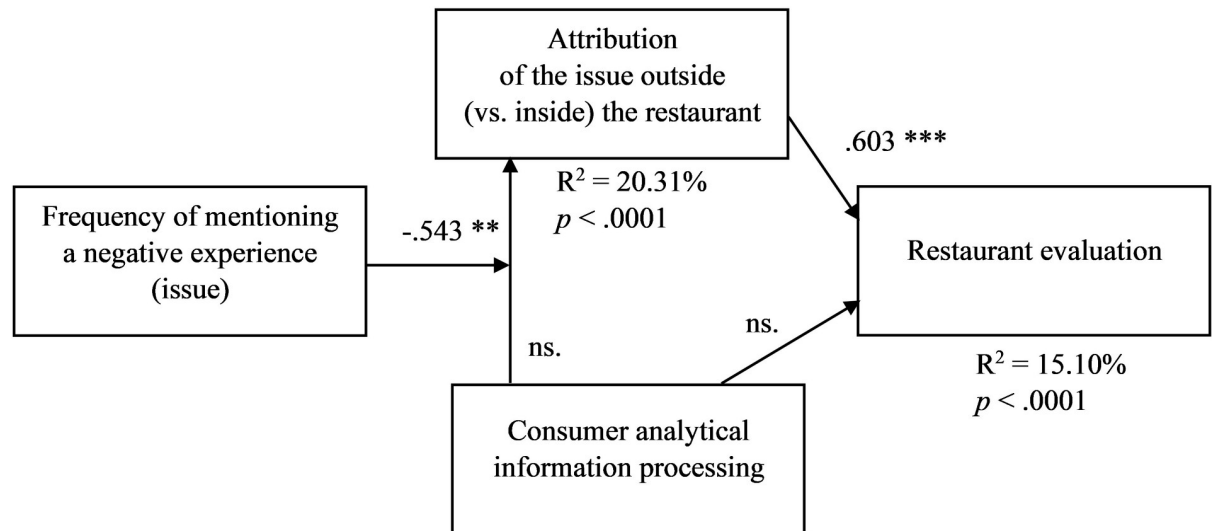 Attribution
of the issue outside
(vs. inside) the restaurant
.603 ***
R² = 20.31%
p < .0001
Frequency of mentioning
a negative experience
(issue)
-.543 **
Restaurant evaluation
ns.
ns.
R² = 15.10%
p < .0001
Consumer analytical
information processing